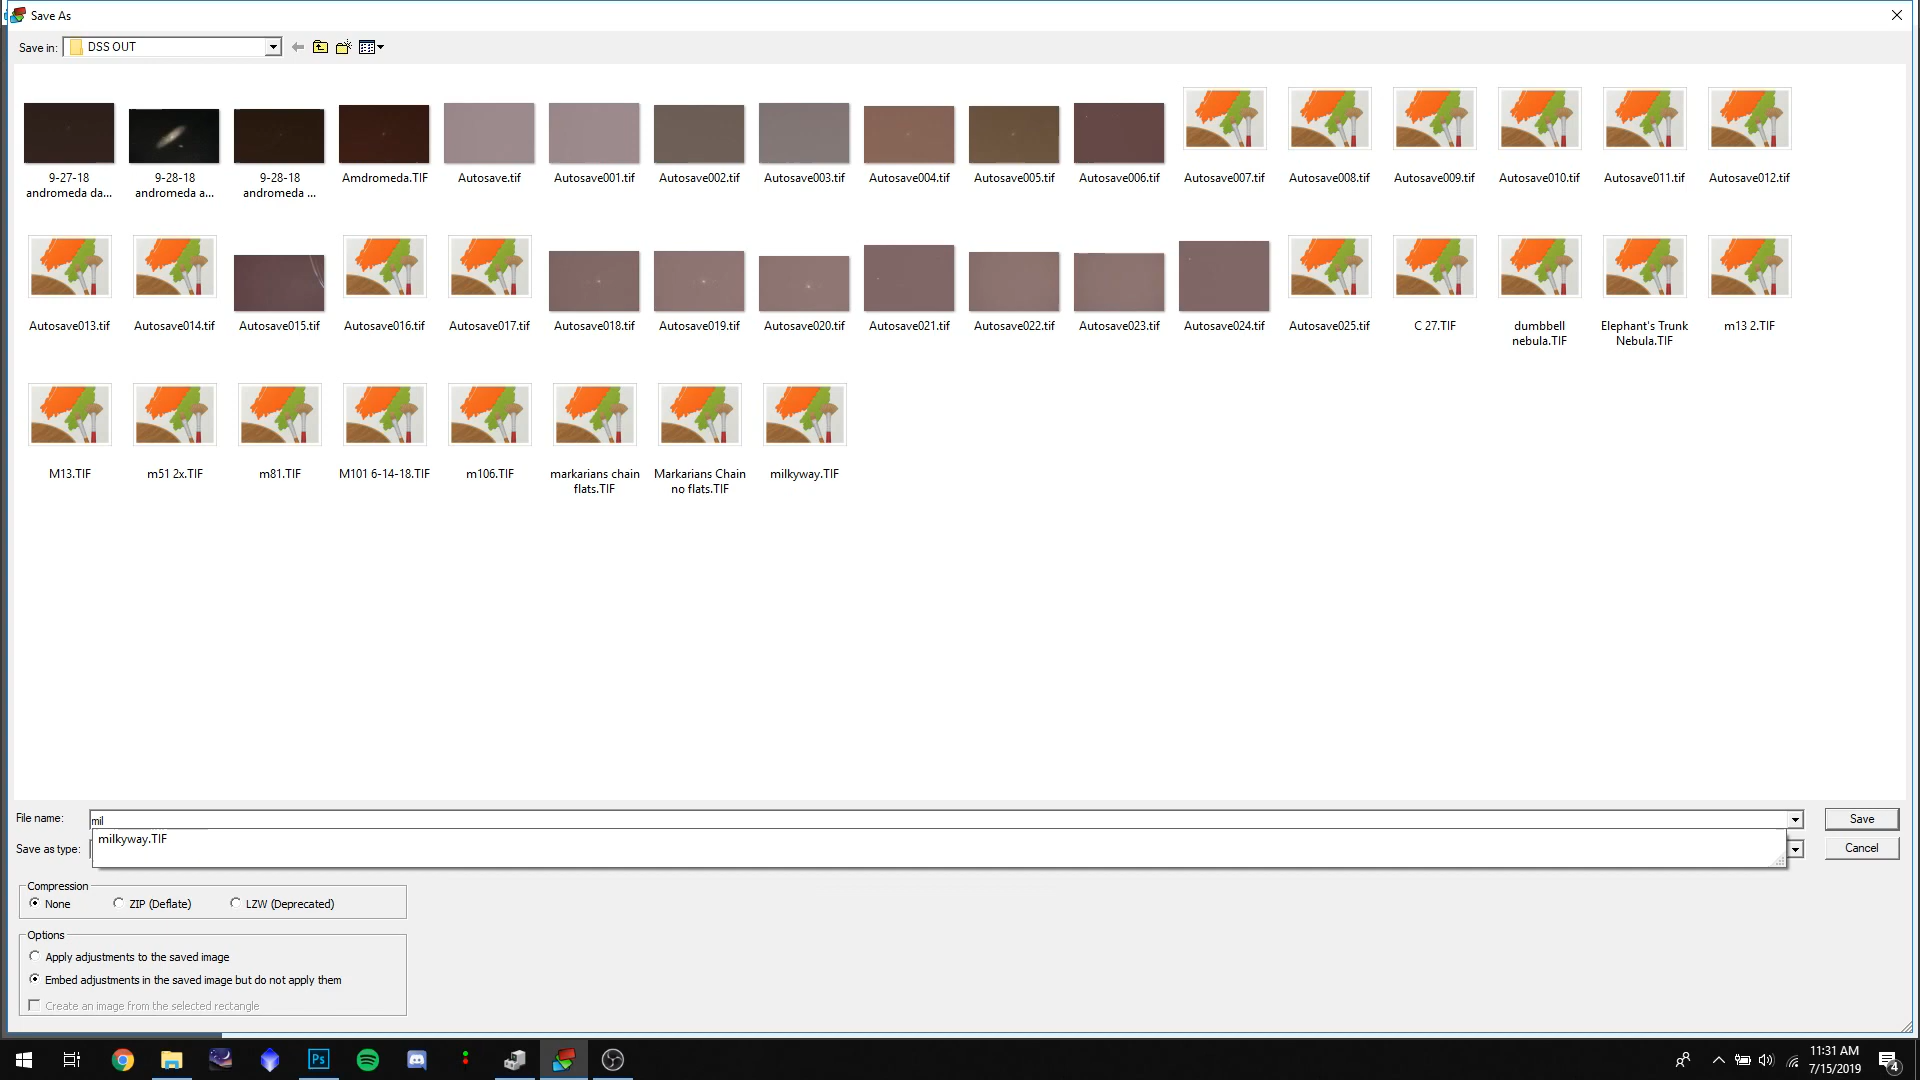 Save As
Save in:
DSS OUT
9-27-18
andromeda da...
9-28-18
andromeda a...
9-28-18
andromeda ...
Amdromeda.TIF
Autosave.tif
Autosave001.tif
Autosave002.tif
Autosave003.tif
Autosave004.tif
Autosave005.tif
Autosave006.tif
Autosave007.tif
Autosave008.tif
Autosave009.tif
Autosave010.tif
Autosave011.tif
Autosave012.tif
Autosave013.tif
Autosave014.tif
Autosave015.tif
Autosave016.tif
Autosave017.tif
Autosave018.tif
Autosave019.tif
Autosave020.tif
Autosave021.tif
Autosave022.tif
Autosave023.tif
Autosave024.tif
Autosave025.tif
C 27.TIF
dumbbell
nebula.TIF
Elephant's Trunk
Nebula.TIF
m13 2.TIF
M13.TIF
m51 2x.TIF
m81.TIF
M101 6-14-18.TIF
m106.TIF
markarians chain
flats.TIF
Markarians Chain
no flats.TIF
milkyway.TIF
File name:
mil
Save
milkyway.TIF
Save as type:
Cancel
Compression
None
ZIP (Deflate)
LZW (Deprecated)
Options
Apply adjustments to the saved image
Embed adjustments in the saved image but do not apply them
Create an image from the selected rectangle
Ps
11:31 AM
7/15/2019
4